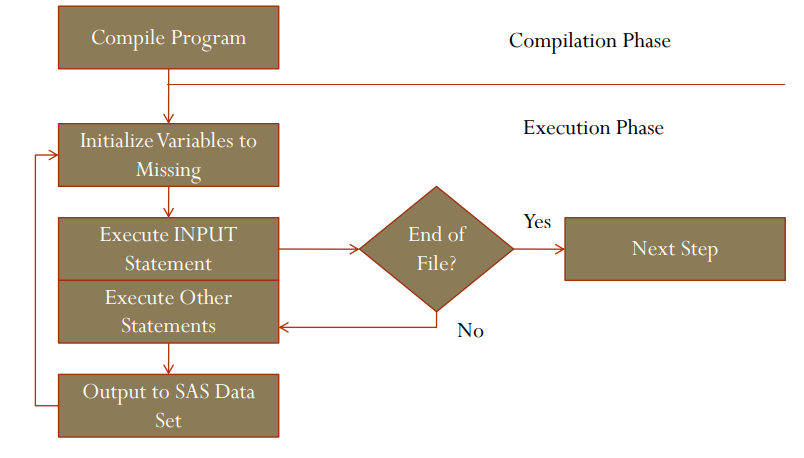 Compile Program
Compilation Phase
Execution Phase
Initialize Variables to
Missing
Execute INPUT
Statement
End of
File?
Yes
Next Step
Execute Other
Statements
No
Output to SAS Data
Set